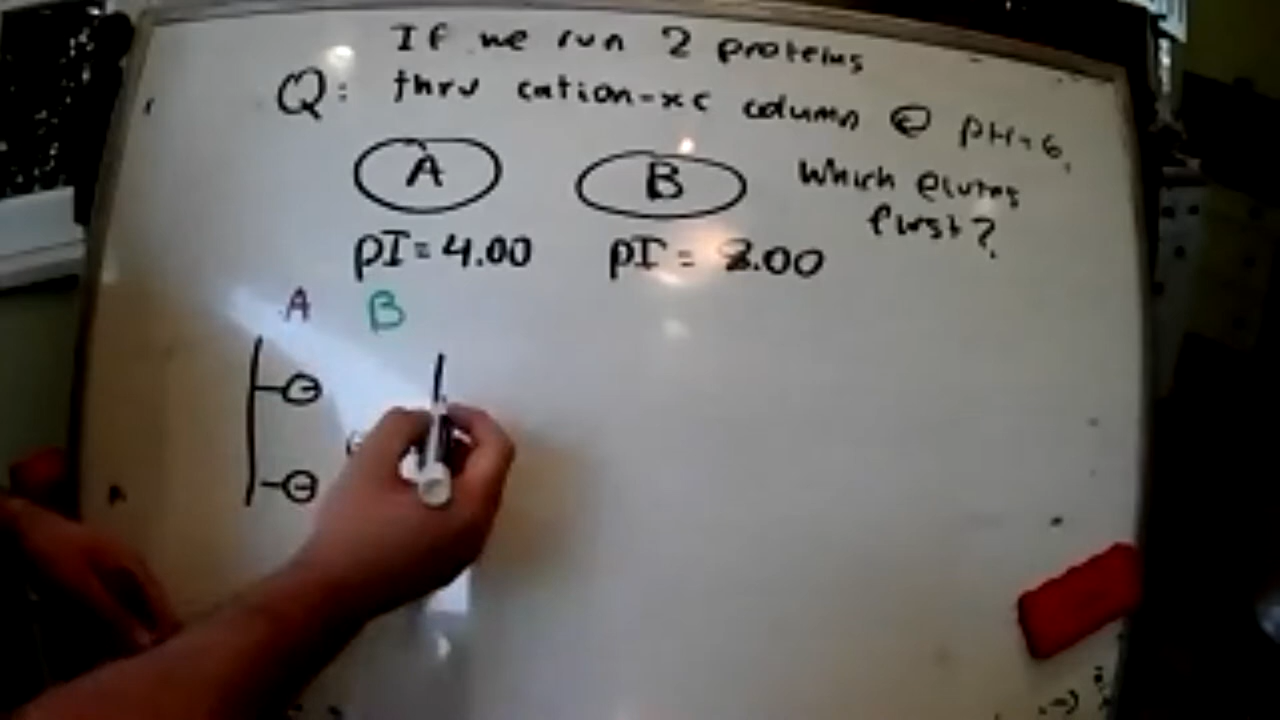 If we run 2 proteins
Q: thru cation-xc column @ pH=6.
A B Which elutes
first?
pI=4.00 pI=8.00
A B